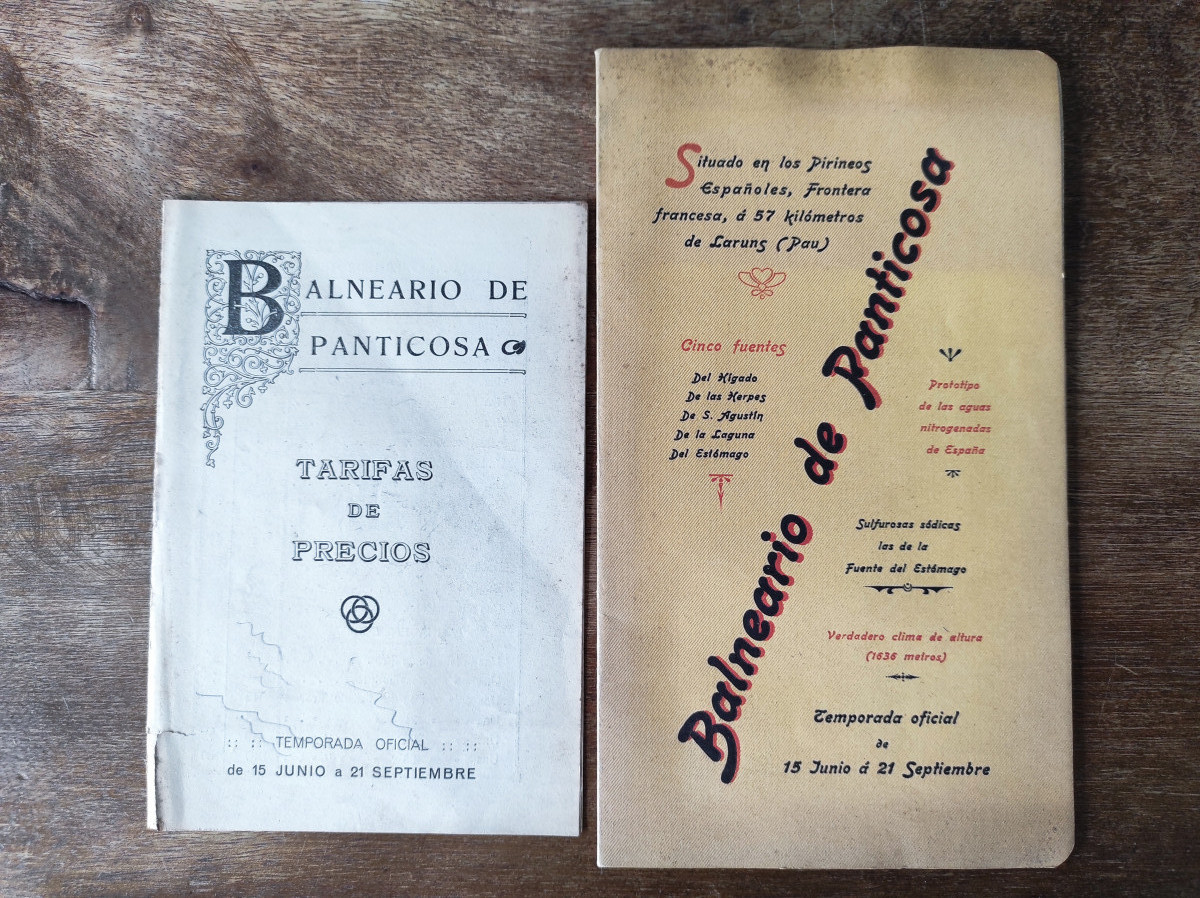 BALNEARIO DE
PANTICOSA
TARIFAS
DE
PRECIOS
:: :: TEMPORADA OFICIAL :: ::
de 15 JUNIO a 21 SEPTIEMBRE
Situado en los Pirineos
Españoles, Frontera
francesa, á 57 kilómetros
de Laruns (Pau)
Cinco fuentes
Del Hígado
De las Herpes
De S. Agustín
De la Laguna
Del Estómago
Balneario de Panticosa
Prototipo
de las aguas
nitrogenadas
de España
Sulfurosas sódicas
las de la
Fuente del Estómago
Verdadero clima de altura
(1636 metros)
Temporada oficial
de
15 Junio á 21 Septiembre